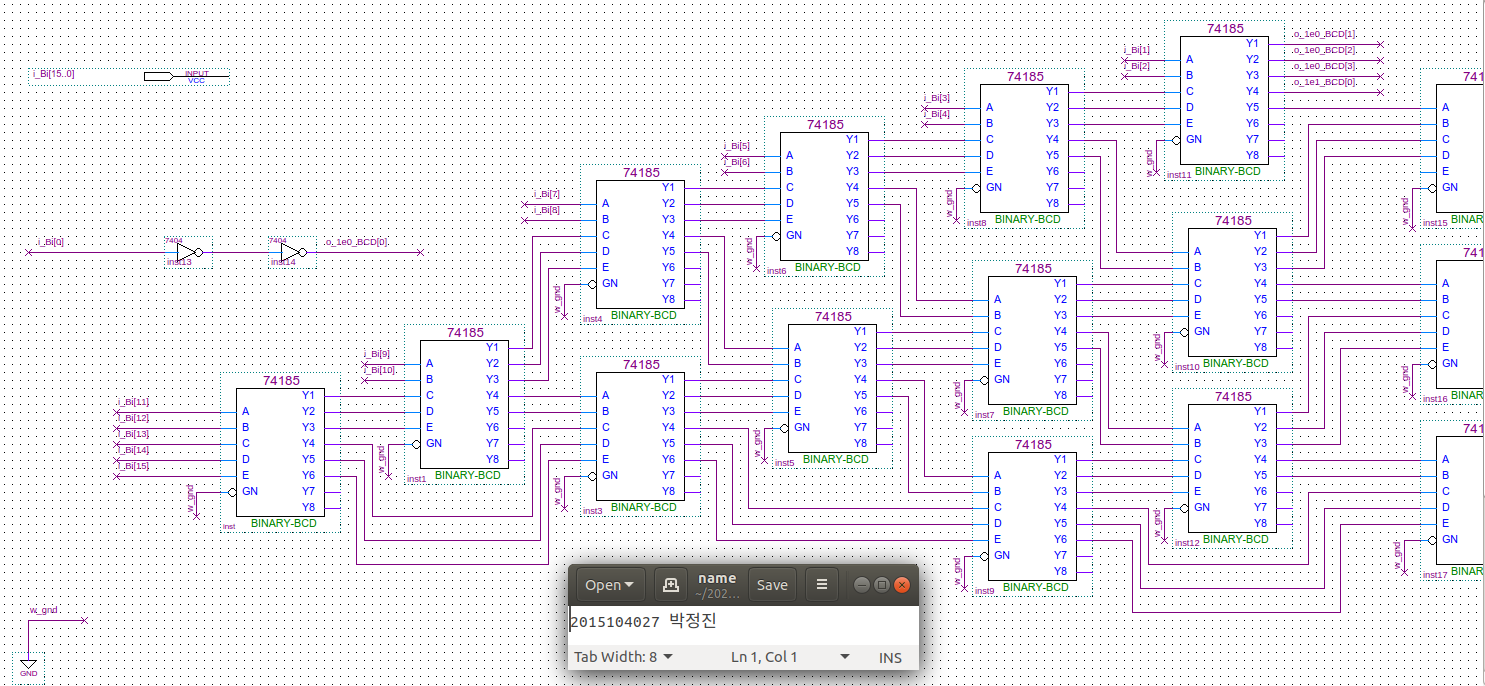 i_Bi[15..0]
INPUT
VCC
i_Bi[0]
7404
inst13
7404
inst14
o_1e0_BCD[0]
w_gnd
GND
i_Bi[11]
i_Bi[12]
i_Bi[13]
i_Bi[14]
i_Bi[15]
w_gnd
74185
A Y1
B Y2
C Y3
D Y4
E Y5
GN Y6
Y7
Y8
inst
BINARY-BCD
i_Bi[9]
i_Bi[10]
w_gnd
74185
A Y1
B Y2
C Y3
D Y4
E Y5
GN Y6
Y7
Y8
inst1
BINARY-BCD
i_Bi[7]
i_Bi[8]
w_gnd
74185
A Y1
B Y2
C Y3
D Y4
E Y5
GN Y6
Y7
Y8
inst4
BINARY-BCD
w_gnd
74185
A Y1
B Y2
C Y3
D Y4
E Y5
GN Y6
Y7
Y8
inst3
BINARY-BCD
i_Bi[5]
i_Bi[6]
w_gnd
74185
A Y1
B Y2
C Y3
D Y4
E Y5
GN Y6
Y7
Y8
inst6
BINARY-BCD
w_gnd
74185
A Y1
B Y2
C Y3
D Y4
E Y5
GN Y6
Y7
Y8
inst5
BINARY-BCD
i_Bi[3]
i_Bi[4]
w_gnd
74185
A Y1
B Y2
C Y3
D Y4
E Y5
GN Y6
Y7
Y8
inst8
BINARY-BCD
w_gnd
74185
A Y1
B Y2
C Y3
D Y4
E Y5
GN Y6
Y7
Y8
inst7
BINARY-BCD
w_gnd
74185
A Y1
B Y2
C Y3
D Y4
E Y5
GN Y6
Y7
Y8
inst9
BINARY-BCD
i_Bi[1]
i_Bi[2]
w_gnd
74185
A Y1
B Y2
C Y3
D Y4
E Y5
GN Y6
Y7
Y8
inst11
BINARY-BCD
o_1e0_BCD[1]
o_1e0_BCD[2]
o_1e0_BCD[3]
o_1e1_BCD[0]
w_gnd
74185
A Y1
B Y2
C Y3
D Y4
E Y5
GN Y6
Y7
Y8
inst10
BINARY-BCD
w_gnd
74185
A Y1
B Y2
C Y3
D Y4
E Y5
GN Y6
Y7
Y8
inst12
BINARY-BCD
w_gnd
741
A
B
C
D
E
GN
inst15
BINAR
w_gnd
741
A
B
C
D
E
GN
inst16
BINAR
w_gnd
741
A
B
C
D
E
GN
inst17
BINAR
Open name Save
~/202...
2015104027 박정진
Tab Width: 8 Ln 1, Col 1 INS